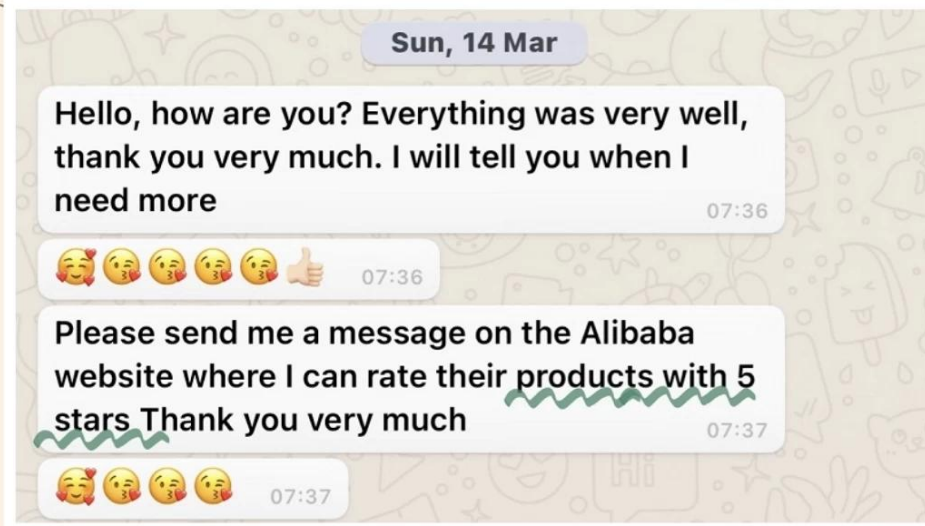 Sun, 14 Mar
Hello, how are you? Everything was very well,
thank you very much. I will tell you when I
need more
07:36
🥰😘😘😘😘👍🏻 07:36
Please send me a message on the Alibaba
website where I can rate their products with 5
stars Thank you very much
07:37
🥰😘😘😘 07:37
Hi